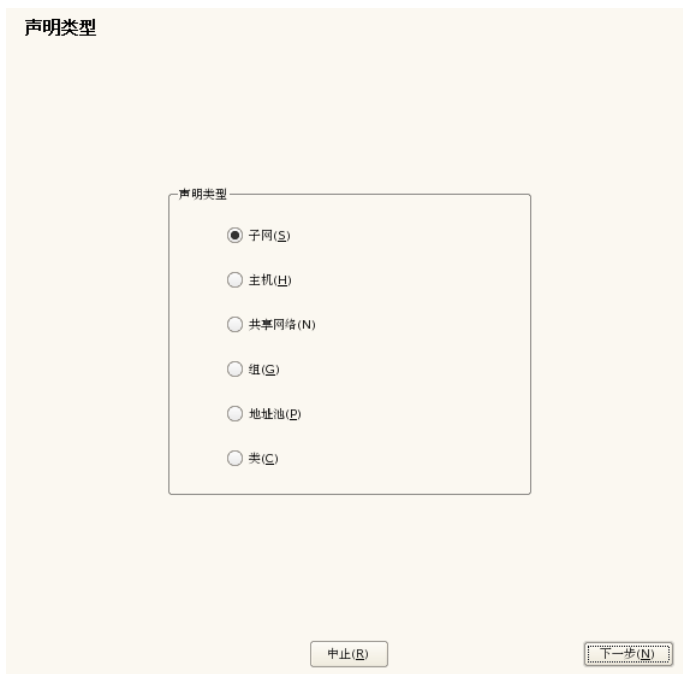 声明类型
声明类型
子网(S)
主机(H)
共享网络(N)
组(G)
地址池(P)
类(C)
中止(R)
下一步(N)